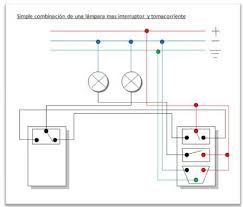 Simple combinación de una lámpara mas interruptor y tomacorriente
+
-